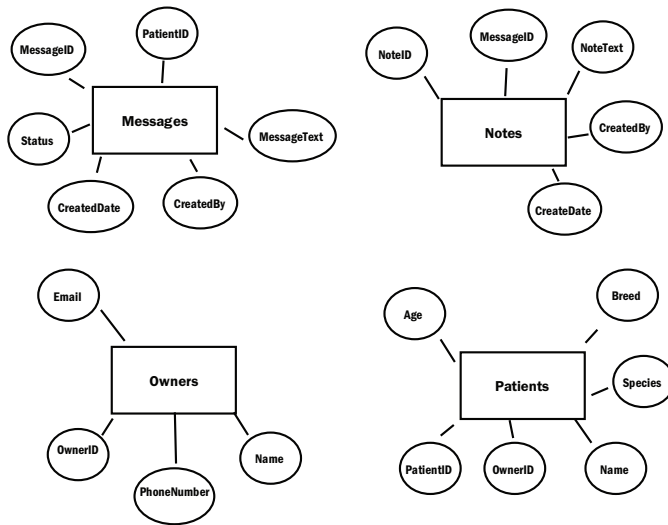 PatientID
MessageID
Messages
Status
MessageText
CreatedDate
CreatedBy
MessageID
NoteID
NoteText
Notes
CreatedBy
CreateDate
Email
Owners
OwnerID
Name
PhoneNumber
Breed
Age
Species
Patients
PatientID
OwnerID
Name